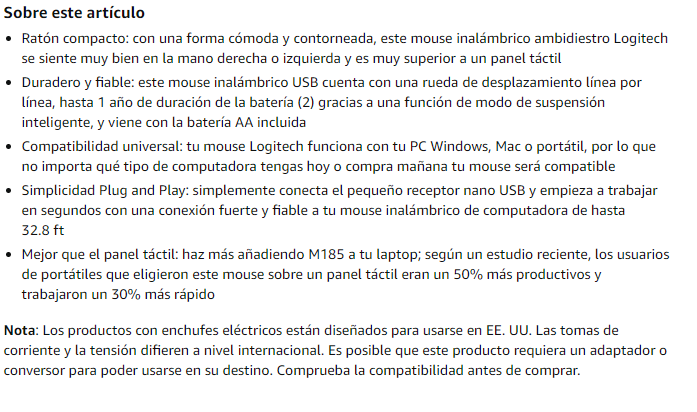 Sobre este artículo
• Ratón compacto: con una forma cómoda y contorneada, este mouse inalámbrico ambidiestro Logitech
se siente muy bien en la mano derecha o izquierda y es muy superior a un panel táctil
• Duradero y fiable: este mouse inalámbrico USB cuenta con una rueda de desplazamiento línea por
línea, hasta 1 año de duración de la batería (2) gracias a una función de modo de suspensión
inteligente, y viene con la batería AA incluida
• Compatibilidad universal: tu mouse Logitech funciona con tu PC Windows, Mac o portátil, por lo que
no importa qué tipo de computadora tengas hoy o compra mañana tu mouse será compatible
• Simplicidad Plug and Play: simplemente conecta el pequeño receptor nano USB y empieza a trabajar
en segundos con una conexión fuerte y fiable a tu mouse inalámbrico de computadora de hasta
32.8 ft
• Mejor que el panel táctil: haz más añadiendo M185 a tu laptop; según un estudio reciente, los usuarios
de portátiles que eligieron este mouse sobre un panel táctil eran un 50% más productivos y
trabajaron un 30% más rápido
Nota: Los productos con enchufes eléctricos están diseñados para usarse en EE. UU. Las tomas de
corriente y la tensión difieren a nivel internacional. Es posible que este producto requiera un adaptador o
conversor para poder usarse en su destino. Comprueba la compatibilidad antes de comprar.